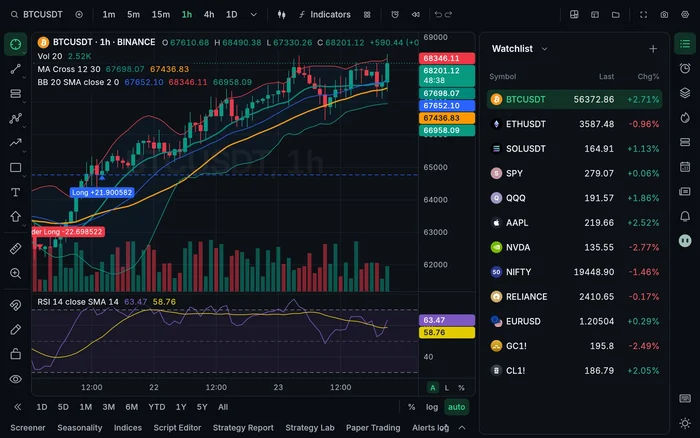 BTCUSDT 1m 5m 15m 1h 4h 1D Indicators
BTCUSDT · 1h · BINANCE O 67610.68 H 68490.38 L 67330.26 C 68201.12 +590.44 (+0
Vol 20 2.52K
MA Cross 12 30 67698.07 67436.83
BB 20 SMA close 2 0 67652.10 68346.11 66958.09
BTCUSDT 1h
Long +21.900582
der Long -22.698522
69000
68346.11
68201.12
48:38
67698.07
67652.10
67436.83
66958.09
65000
64000
63000
62000
RSI 14 close SMA 14 63.47 58.76
63.47
58.76
40
12:00 22 12:00 23 12:00
A L %
1D 5D 1M 3M 6M YTD 1Y 5Y All % log auto
Screener Seasonality Indices Script Editor Strategy Report Strategy Lab Paper Trading Alerts log
Watchlist
Symbol Last Chg%
BTCUSDT 56372.86 +2.71%
ETHUSDT 3587.48 -0.96%
SOLUSDT 164.91 +1.13%
SPY 279.07 +0.06%
QQQ 191.57 +1.86%
AAPL 219.66 +2.52%
NVDA 135.55 -2.77%
50 NIFTY 19448.90 -1.46%
RELIANCE 2410.65 -0.17%
EURUSD 1.20504 +0.29%
GC1! 195.8 -2.49%
CL1! 186.79 +2.05%